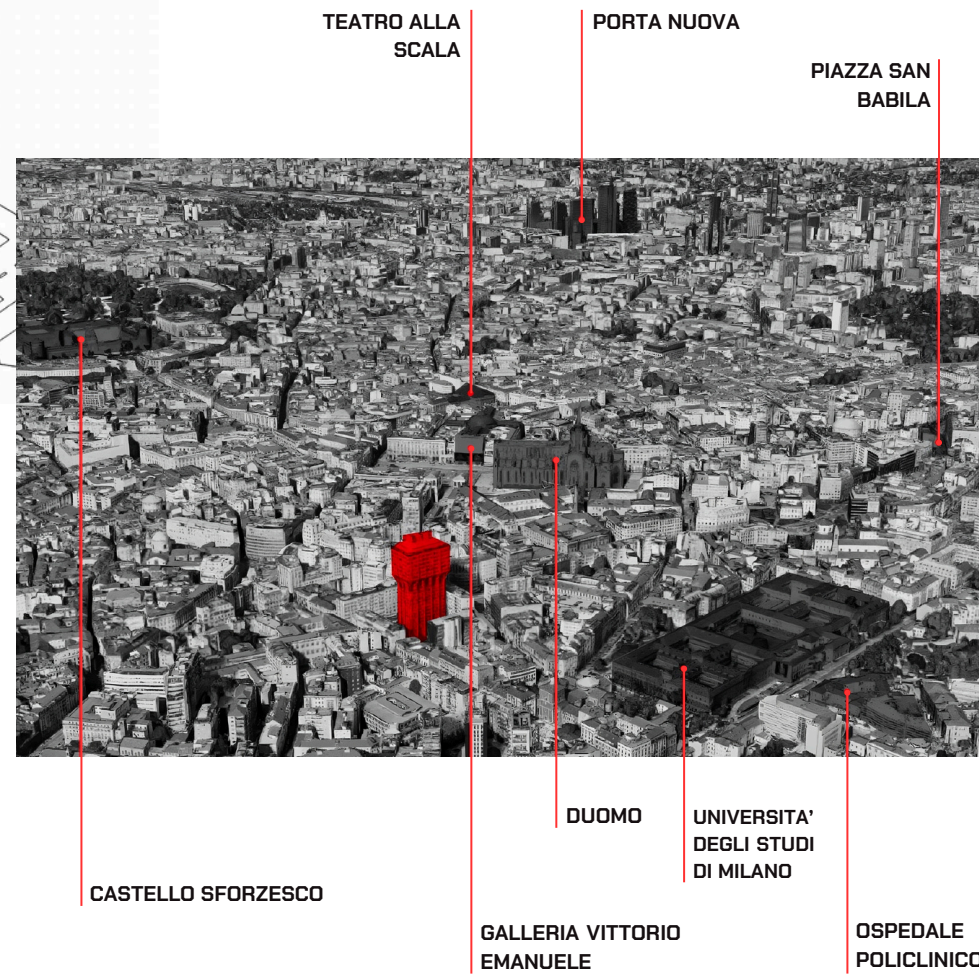 TEATRO ALLA
SCALA
PORTA NUOVA
PIAZZA SAN
BABILA
DUOMO
UNIVERSITA’
DEGLI STUDI
DI MILANO
CASTELLO SFORZESCO
GALLERIA VITTORIO
EMANUELE
OSPEDALE
POLICLINICO